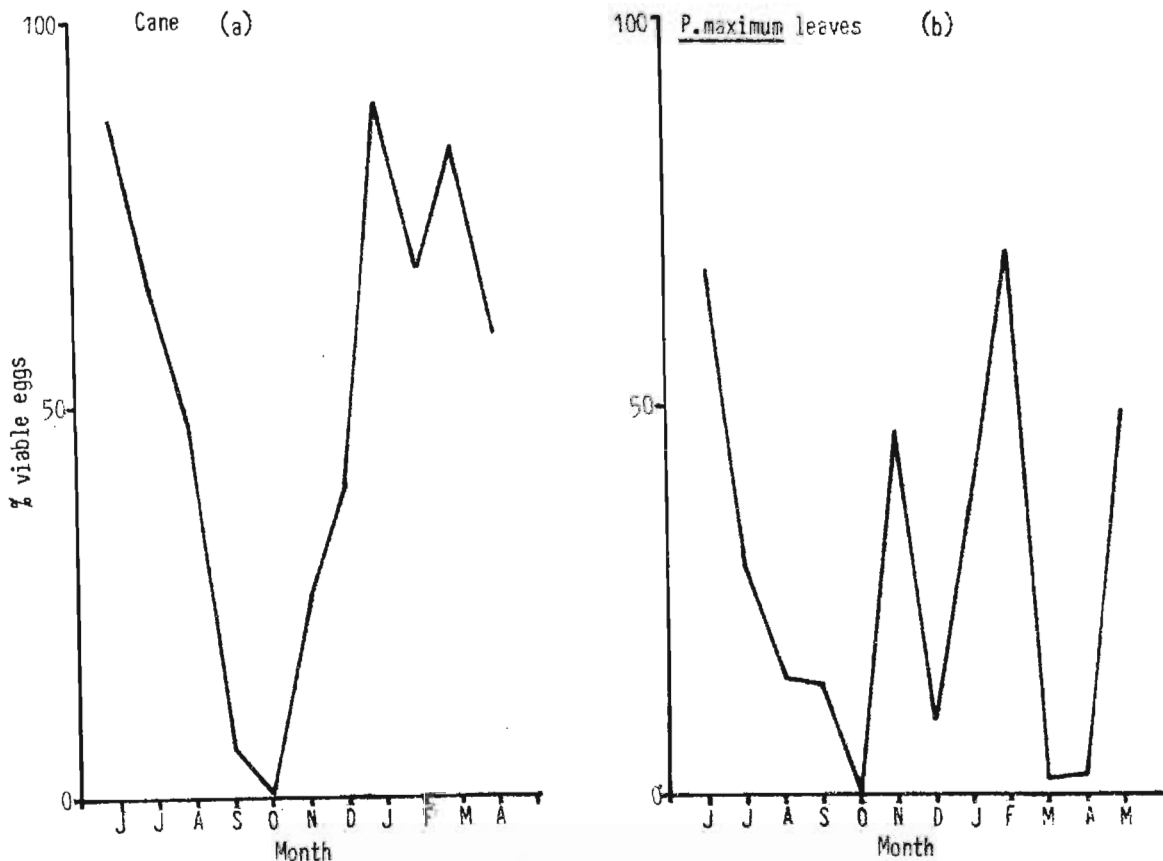 Cane (a)
100
% viable eggs
50
0
J J A S O N D J F M A
Month
P.maximum leaves (b)
100
50
0
J J A S O N D J F M A M
Month